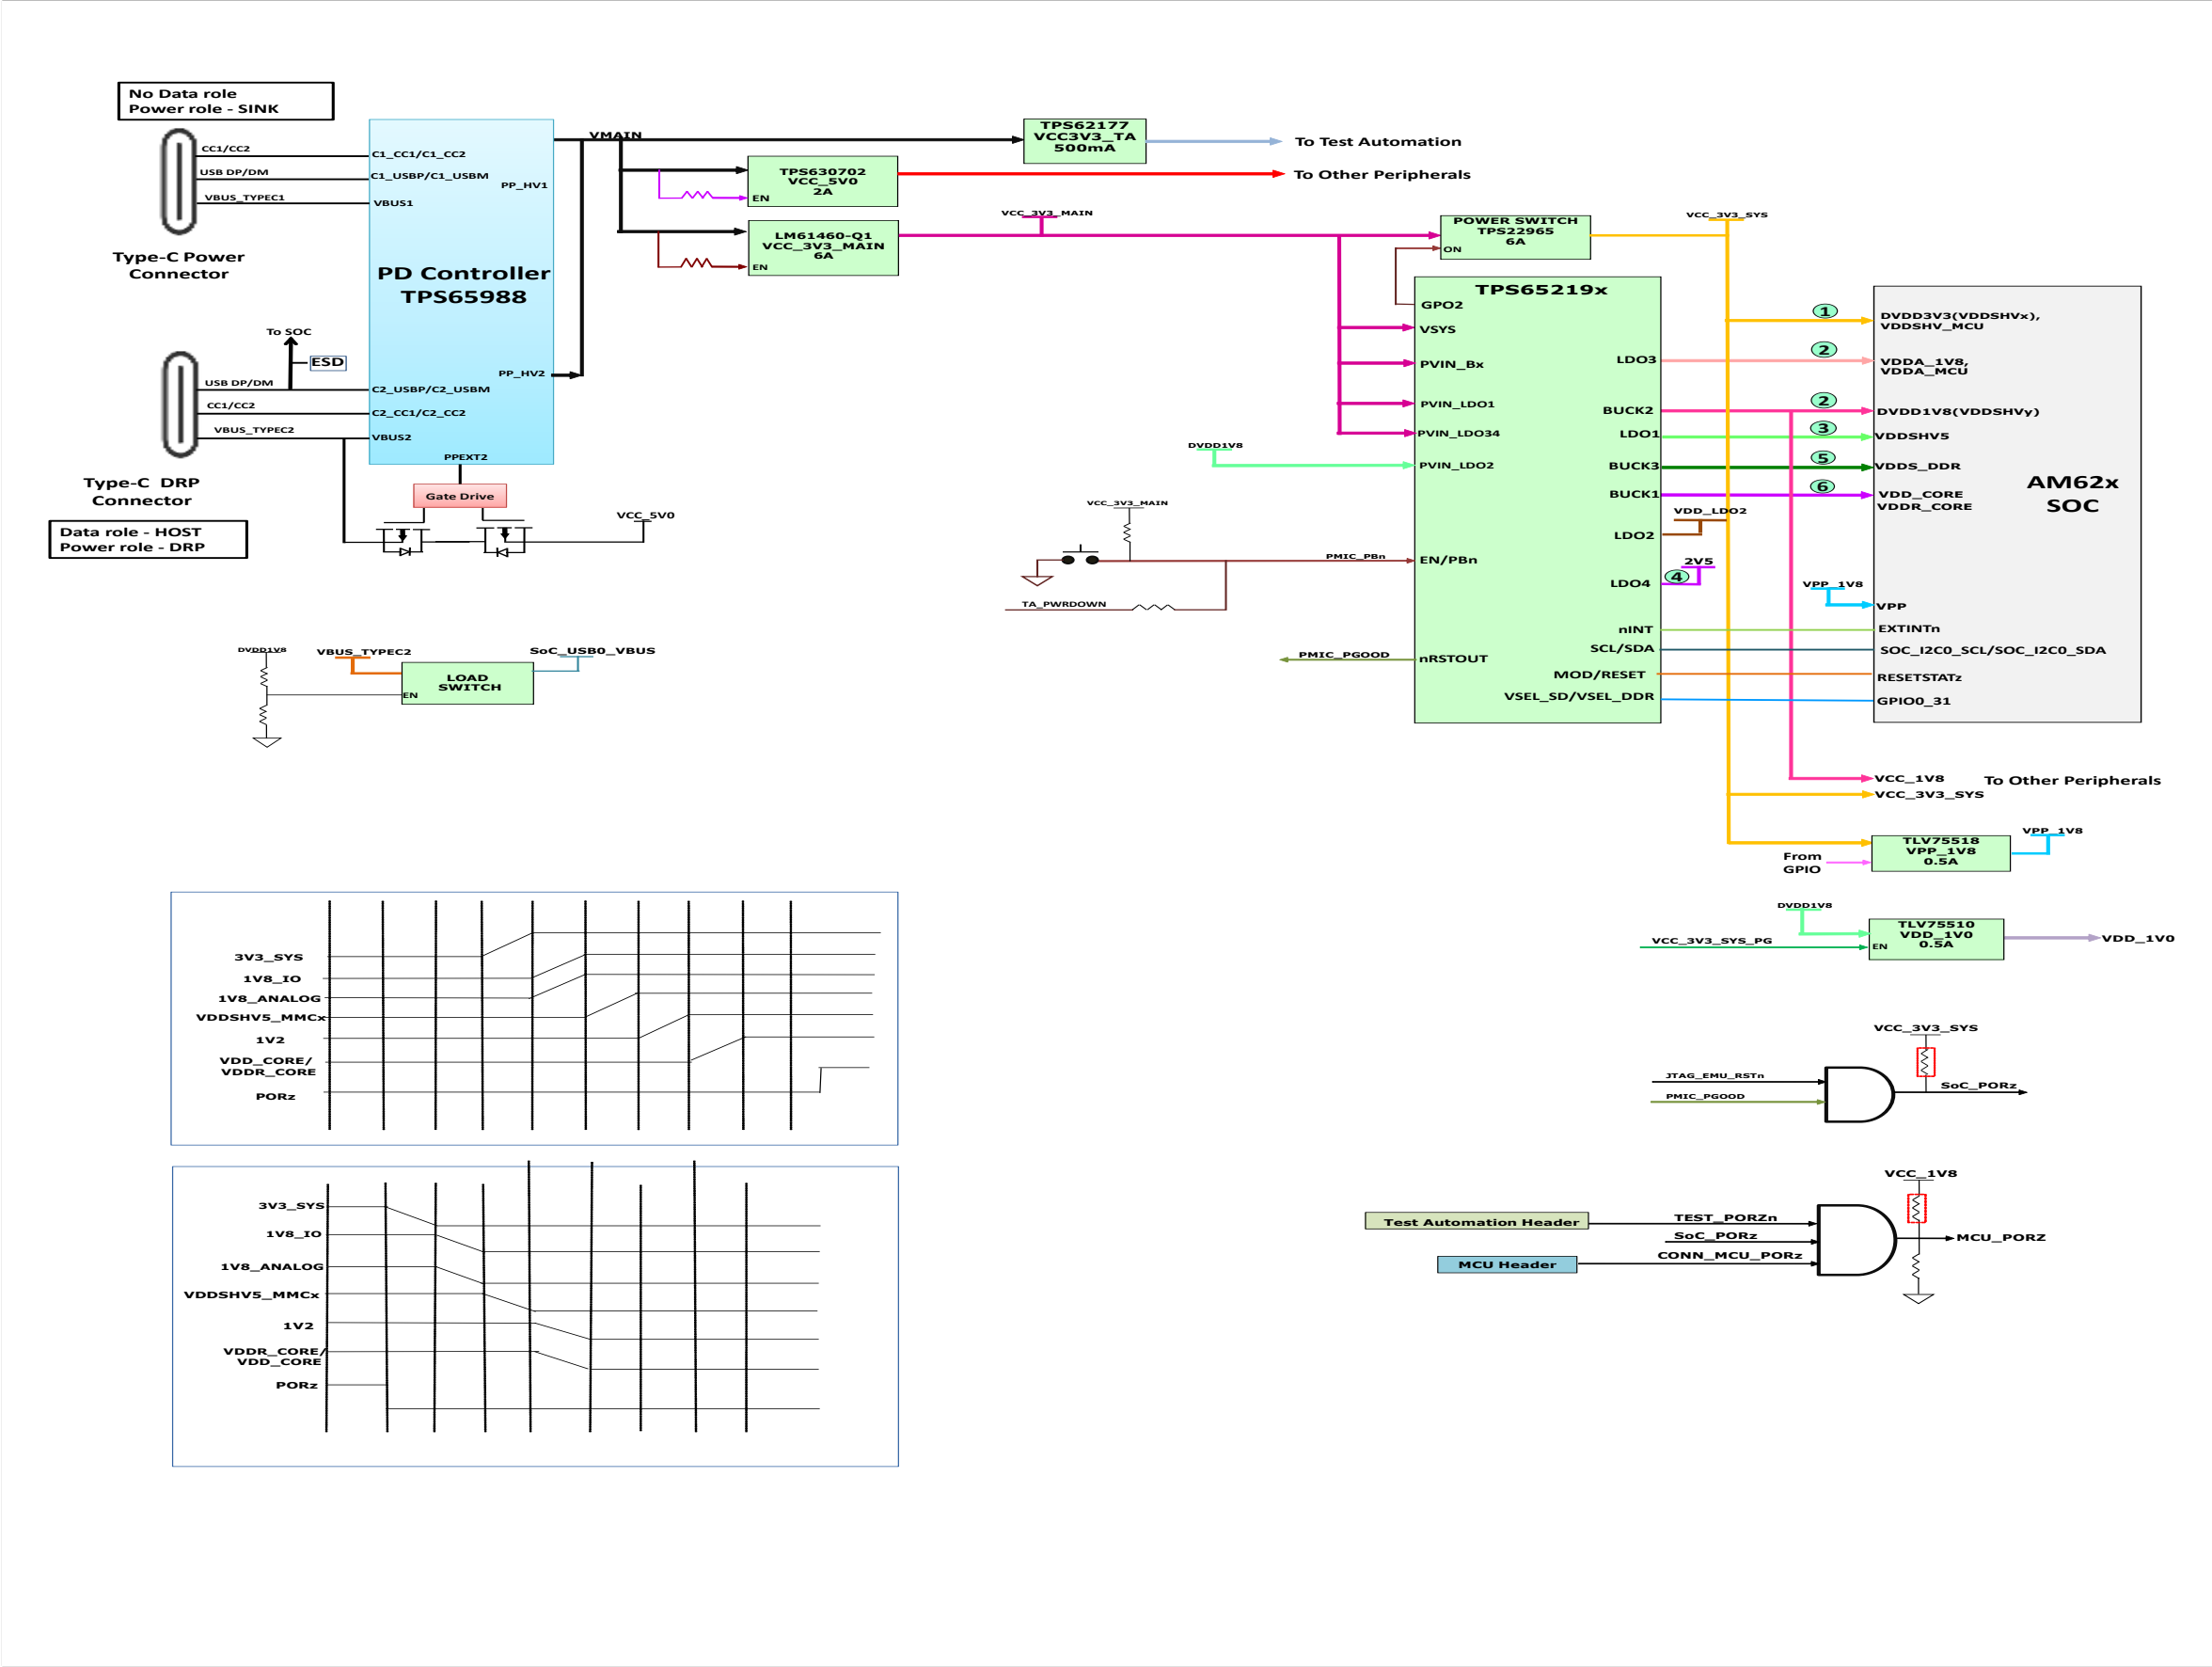 No Data role
Power role - SINK
CC1/CC2
USB DP/DM
VBUS_TYPEC1
Type-C Power
Connector
C1_CC1/C1_CC2
C1_USBP/C1_USBM
VBUS1
PP_HV1
PD Controller
TPS65988
PP_HV2
C2_USBP/C2_USBM
C2_CC1/C2_CC2
VBUS2
PPEXT2
To SOC
ESD
USB DP/DM
CC1/CC2
VBUS_TYPEC2
Type-C DRP
Connector
Data role - HOST
Power role - DRP
Gate Drive
VCC_5V0
VMAIN
TPS62177
VCC3V3_TA
500mA
To Test Automation
TPS630702
VCC_5V0
2A
EN
To Other Peripherals
LM61460-Q1
VCC_3V3_MAIN
6A
EN
VCC_3V3_MAIN
POWER SWITCH
TPS22965
6A
ON
VCC_3V3_SYS
TPS65219x
GPO2
VSYS
PVIN_Bx
PVIN_LDO1
PVIN_LDO34
DVDD1V8
PVIN_LDO2
VCC_3V3_MAIN
PMIC_PBn
EN/PBn
TA_PWRDOWN
PMIC_PGOOD
nRSTOUT
LDO3
BUCK2
LDO1
BUCK3
BUCK1
LDO2
LDO4
nINT
SCL/SDA
MOD/RESET
VSEL_SD/VSEL_DDR
VDD_LDO2
2V5
4
1
2
2
3
5
6
DVDD3V3(VDDSHVx),
VDDSHV_MCU
VDDA_1V8,
VDDA_MCU
DVDD1V8(VDDSHVy)
VDDSHV5
VDDS_DDR
VDD_CORE
VDDR_CORE
AM62x
SOC
VPP_1V8
VPP
EXTINTn
SOC_I2C0_SCL/SOC_I2C0_SDA
RESETSTATz
GPIO0_31
VCC_1V8
To Other Peripherals
VCC_3V3_SYS
TLV75518
VPP_1V8
0.5A
From
GPIO
VPP_1V8
DVDD1V8
VCC_3V3_SYS_PG
TLV75510
VDD_1V0
0.5A
EN
VDD_1V0
DVDD1V8
VBUS_TYPEC2
LOAD
SWITCH
EN
SoC_USB0_VBUS
3V3_SYS
1V8_IO
1V8_ANALOG
VDDSHV5_MMCx
1V2
VDD_CORE/
VDDR_CORE
PORz
3V3_SYS
1V8_IO
1V8_ANALOG
VDDSHV5_MMCx
1V2
VDDR_CORE/
VDD_CORE
PORz
VCC_3V3_SYS
JTAG_EMU_RSTn
PMIC_PGOOD
SoC_PORz
VCC_1V8
Test Automation Header
TEST_PORZn
SoC_PORz
CONN_MCU_PORz
MCU Header
MCU_PORZ